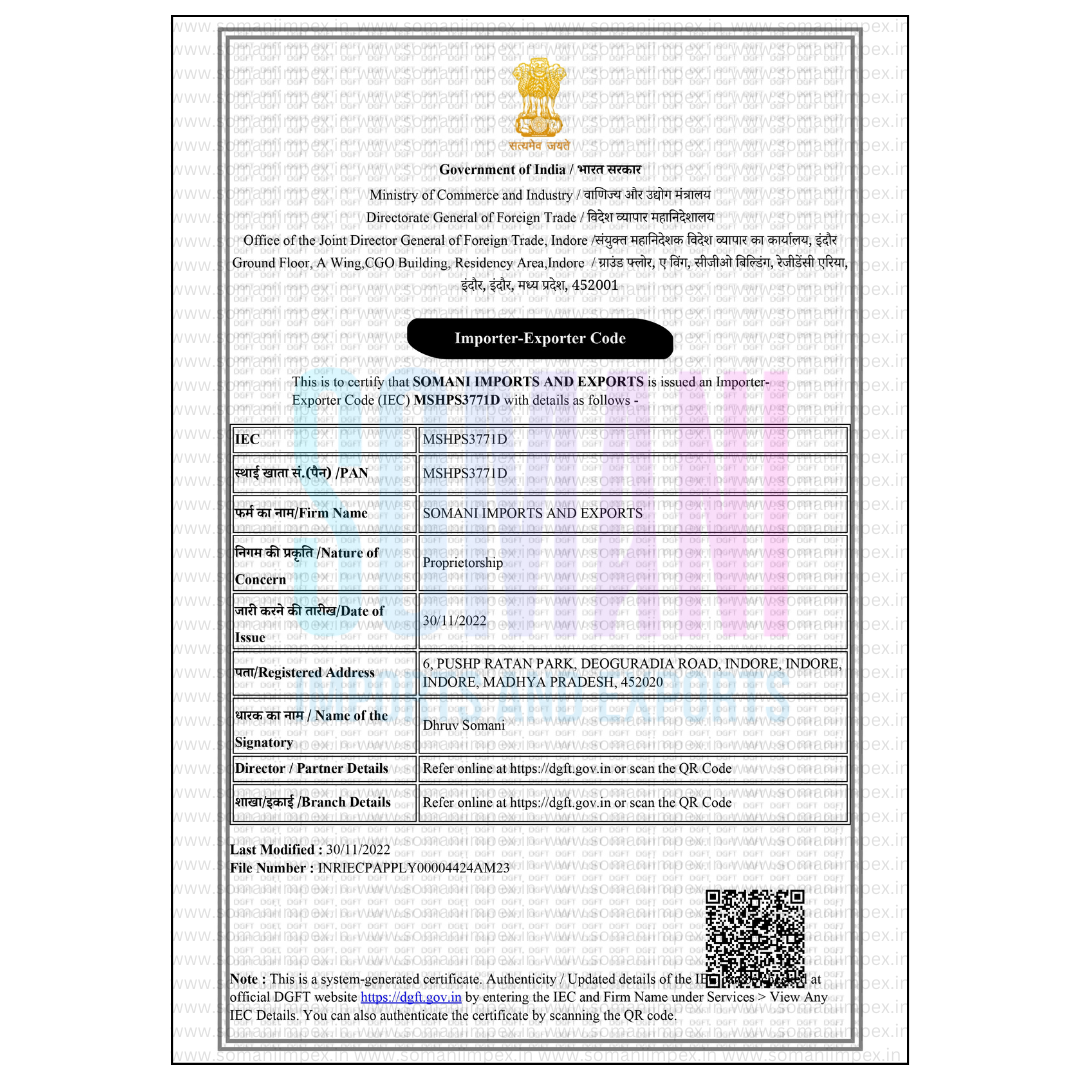 सत्यमेव जयते
Government of India / भारत सरकार
Ministry of Commerce and Industry / वाणिज्य और उद्योग मंत्रालय
Directorate General of Foreign Trade / विदेश व्यापार महानिदेशालय
Office of the Joint Director General of Foreign Trade, Indore /संयुक्त महानिदेशक विदेश व्यापार का कार्यालय, इंदौर
Ground Floor, A Wing,CGO Building, Residency Area,Indore / ग्राउंड फ्लोर, ए विंग, सीजीओ बिल्डिंग, रेजीडेंसी एरिया,
इंदौर, इंदौर, मध्य प्रदेश, 452001
Importer-Exporter Code
This is to certify that SOMANI IMPORTS AND EXPORTS is issued an Importer-
Exporter Code (IEC) MSHPS3771D with details as follows -
IEC MSHPS3771D
स्थाई खाता सं.(पैन) /PAN MSHPS3771D
फर्म का नाम/Firm Name SOMANI IMPORTS AND EXPORTS
निगम की प्रकृति /Nature of
Concern
Proprietorship
जारी करने की तारीख/Date of
Issue
30/11/2022
पता/Registered Address
6, PUSHP RATAN PARK, DEOGURADIA ROAD, INDORE, INDORE,
INDORE, MADHYA PRADESH, 452020
धारक का नाम / Name of the
Signatory
Dhruv Somani
Director / Partner Details Refer online at https://dgft.gov.in or scan the QR Code
शाखा/इकाई /Branch Details Refer online at https://dgft.gov.in or scan the QR Code
SOMANI
IMPORTS AND EXPORTS
Last Modified : 30/11/2022
File Number : INRIECPAPPLY00004424AM23
Note : This is a system-generated certificate. Authenticity / Updated details of the at
official DGFT website https://dgft.gov.in by entering the IEC and Firm Name under Services > View Any
IEC Details. You can also authenticate the certificate by scanning the QR code.
www.somaniimpex.in
DGFT